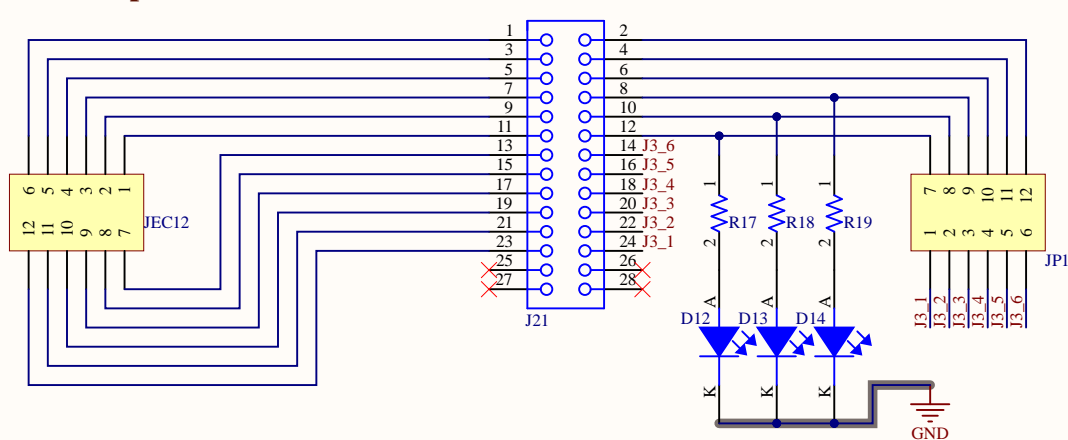 1 2
3 4
5 6
7 8
9 10
11 12
13 14 J3_6
15 16 J3_5
17 18 J3_4
19 20 J3_3
21 22 J3_2
23 24 J3_1
25 26
27 28
J21
6 5 4 3 2 1
12 11 10 9 8 7
JEC12
1 1 1
R17 R18 R19
2 2 2
A A A
D12 D13 D14
K K K
GND
7 8 9 10 11 12
1 2 3 4 5 6
JP1
J3_1 J3_2 J3_3 J3_4 J3_5 J3_6